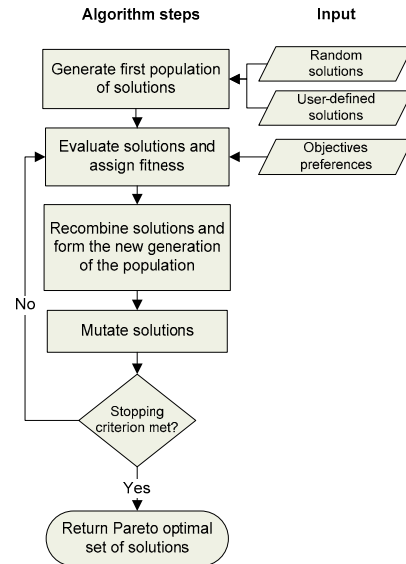 Algorithm steps
Input
Generate first population
of solutions
Random
solutions
User-defined
solutions
Evaluate solutions and
assign fitness
Objectives
preferences
Recombine solutions and
form the new generation
of the population
No
Mutate solutions
Stopping
criterion met?
Yes
Return Pareto optimal
set of solutions